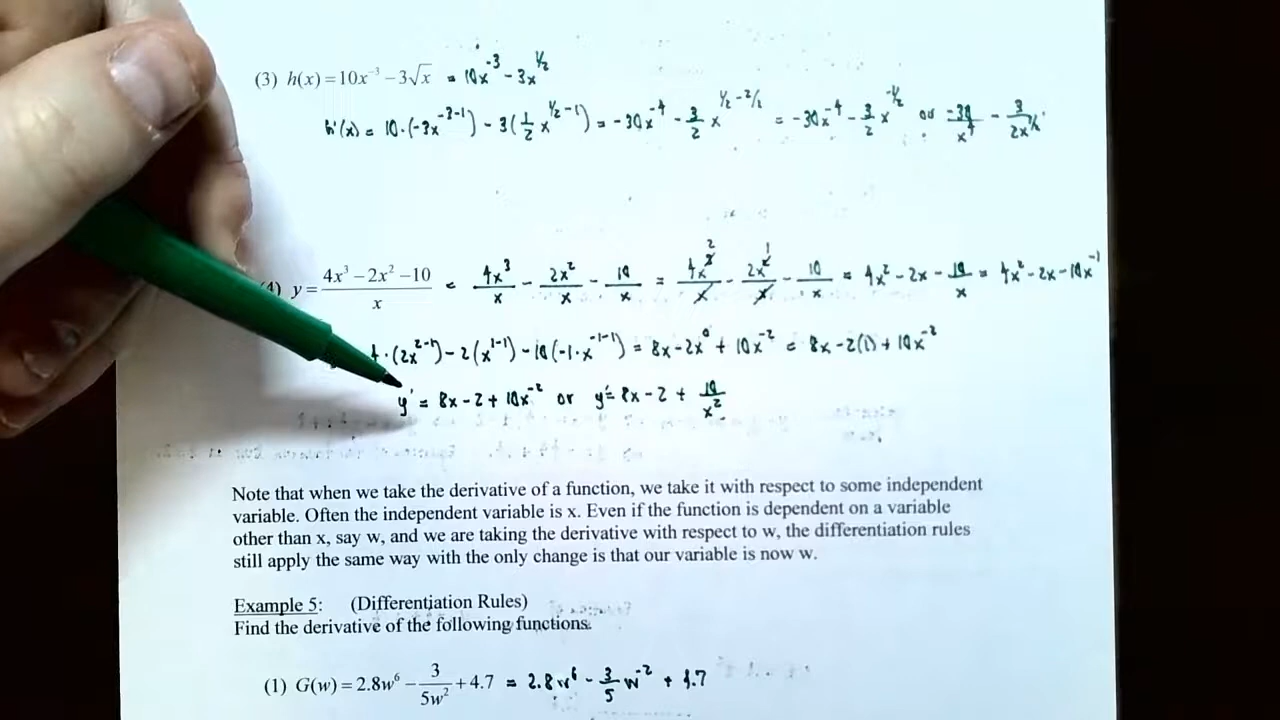 (3) h(x)=10x⁻³ −3√x = 10x⁻³ − 3x^(1/2)
h'(x) = 10·(-3x^(-3-1)) − 3(1/2 x^(1/2 -1)) = -30x⁻⁴ − 3/2 x^(1/2 - 2/2) = -30x⁻⁴ − 3/2 x^(-1/2) or -30/x⁴ − 3/(2x^(1/2))
4) y = (4x³ − 2x² −10)/x = 4x³/x − 2x²/x − 10/x = 4x³/x − 2x²/x − 10/x = 4x² − 2x − 10/x = 4x² − 2x − 10x⁻¹
4·(2x^(2-1)) − 2(x^(1-1)) − 10(-1·x^(-1-1)) = 8x − 2x⁰ + 10x⁻² = 8x − 2(1) + 10x⁻²
y' = 8x − 2 + 10x⁻² or y' = 8x − 2 + 10/x²
Note that when we take the derivative of a function, we take it with respect to some independent
variable. Often the independent variable is x. Even if the function is dependent on a variable
other than x, say w, and we are taking the derivative with respect to w, the differentiation rules
still apply the same way with the only change is that our variable is now w.
Example 5: (Differentiation Rules)
Find the derivative of the following functions.
(1) G(w) = 2.8w⁶ − 3/(5w²) + 4.7 = 2.8w⁶ − 3/5 w⁻² + 4.7